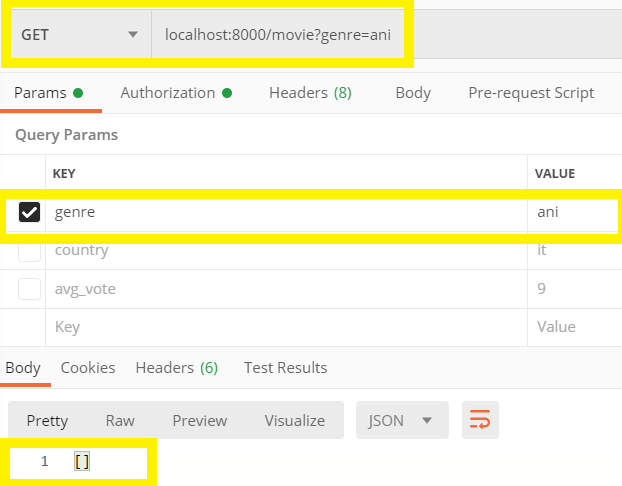 GET localhost:8000/movie?genre=ani
Params Authorization Headers (8) Body Pre-request Script
Query Params
KEY VALUE
genre ani
country it
avg_vote 9
Key Value
Body Cookies Headers (6) Test Results
Pretty Raw Preview Visualize JSON
1 []